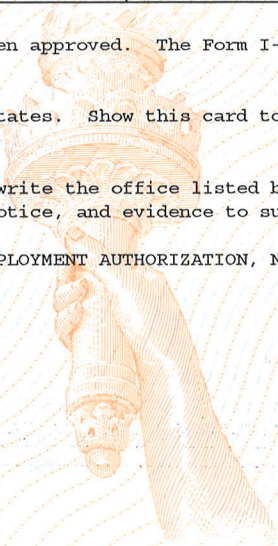 en approved. The Form I-
tates. Show this card to
write the office listed b
otice, and evidence to su
PLOYMENT AUTHORIZATION, N